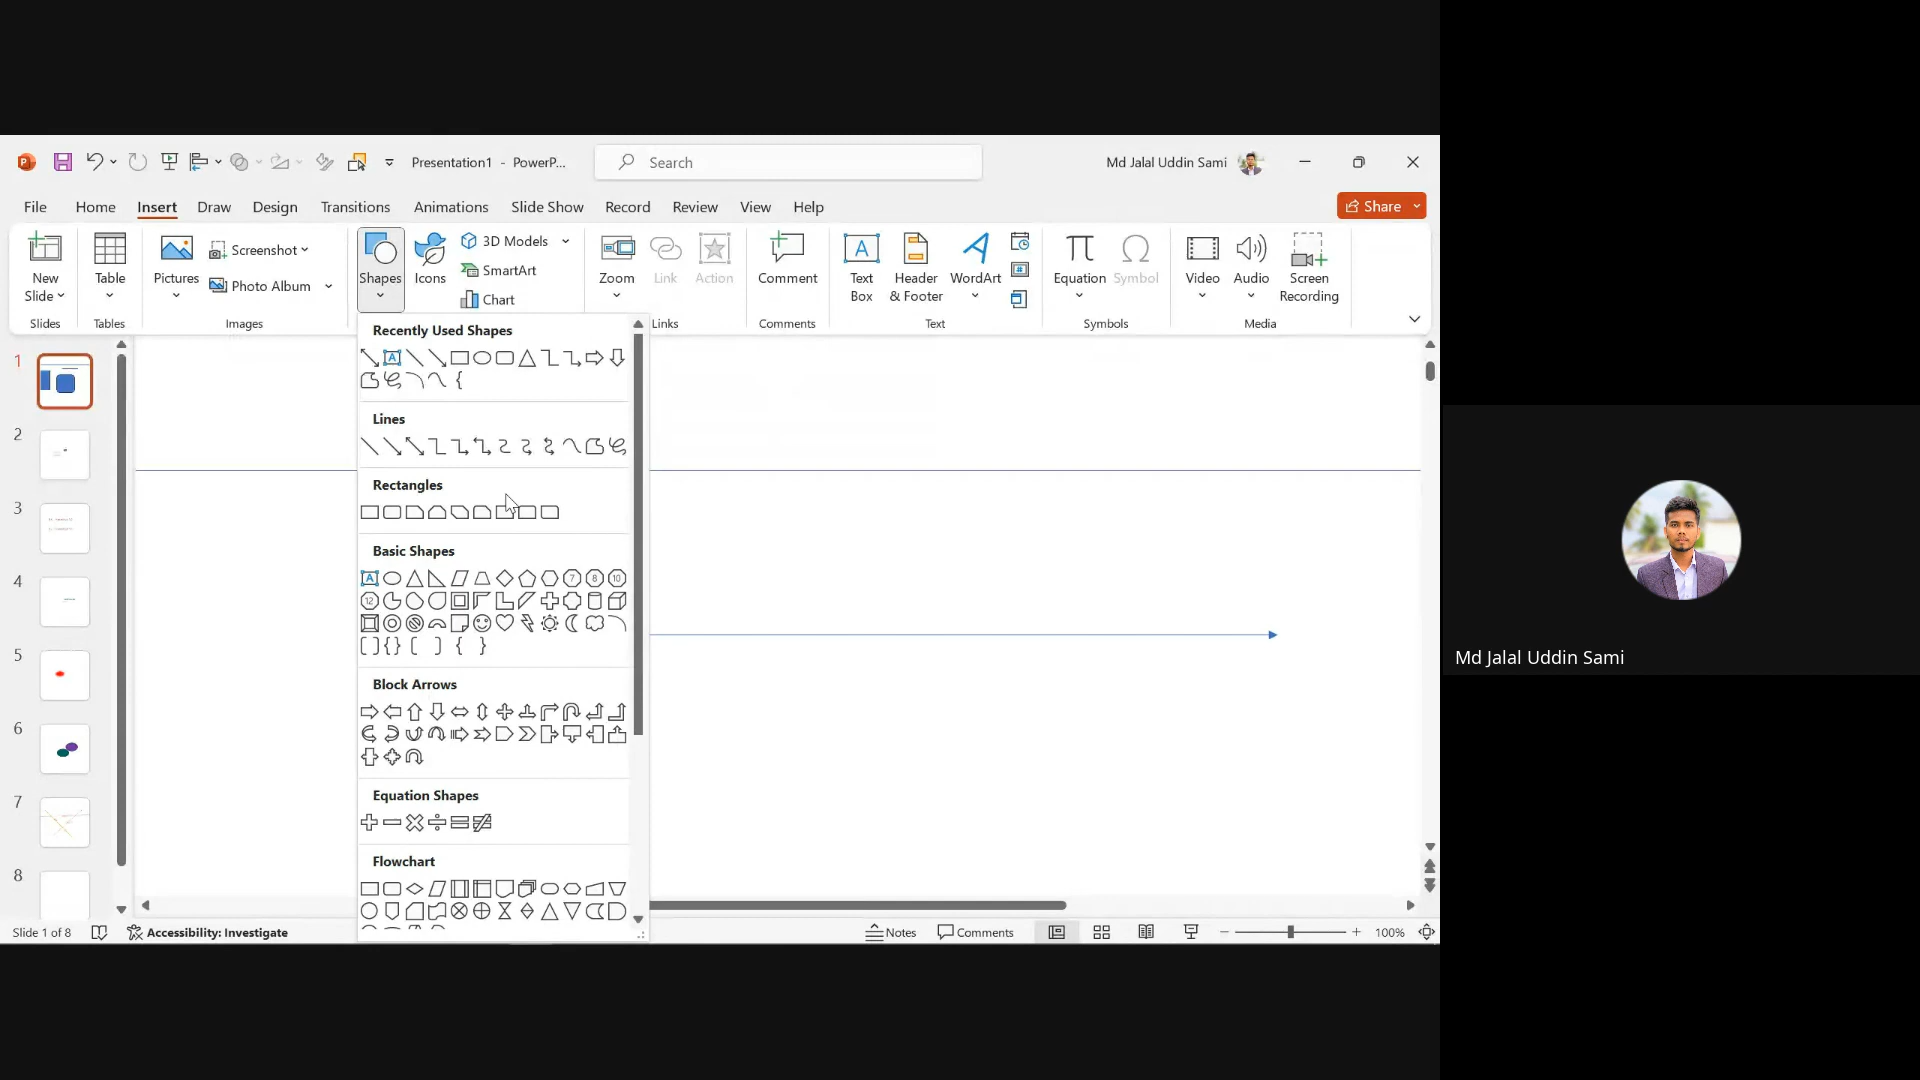 Presentation1 - PowerP...
Search
Md Jalal Uddin Sami
File Home Insert Draw Design Transitions Animations Slide Show Record Review View Help
Share
New Slide
Table
Pictures
Screenshot
Photo Album
Shapes
Icons
3D Models
SmartArt
Chart
Zoom
Link
Action
Comment
Text Box
Header & Footer
WordArt
Equation
Symbol
Video
Audio
Screen Recording
Slides
Tables
Images
Links
Comments
Text
Symbols
Media
Recently Used Shapes
Lines
Rectangles
Basic Shapes
7 8 10
12
Block Arrows
Equation Shapes
Flowchart
1
2
3
4
5
6
7
8
Slide 1 of 8
Accessibility: Investigate
Notes
Comments
100%
Md Jalal Uddin Sami